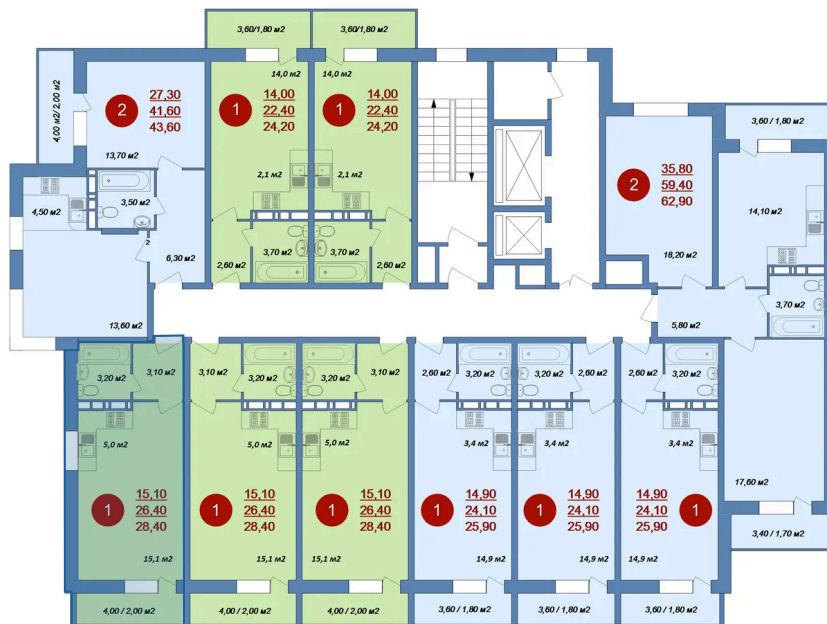 3,60/1,80 м2
3,60/1,80 м2
4,00 м2/ 2,00 м2
2
27,30
41,60
43,60
13,70 м2
14,0 м2
1
14,00
22,40
24,20
2,1 м2
14,0 м2
1
14,00
22,40
24,20
2,1 м2
3,60 / 1,80 м2
2
35,80
59,40
62,90
18,20 м2
14,10 м2
4,50 м2
3,50 м2
2
6,30 м2
13,60 м2
2,60 м2
3,70 м2
3,70 м2
2,60 м2
5,80 м2
3,70 м2
17,60 м2
3,40 / 1,70 м2
3,20 м2
3,10 м2
5,0 м2
1
15,10
26,40
28,40
15,1 м2
4,00 / 2,00 м2
3,10 м2
3,20 м2
5,0 м2
1
15,10
26,40
28,40
15,1 м2
4,00/ 2,00 м2
3,20 м2
3,10 м2
5,0 м2
1
15,10
26,40
28,40
15,1 м2
4,00 / 2,00 м2
2,60 м2
3,20 м2
3,4 м2
1
14,90
24,10
25,90
14,9 м2
3,60 / 1,80 м2
3,20 м2
2,60 м2
3,4 м2
1
14,90
24,10
25,90
14,9 м2
3,60 / 1,80 м2
2,60 м2
3,20 м2
3,4 м2
14,90
24,10
25,90
1
14,9 м2
3,60 / 1,80 м2